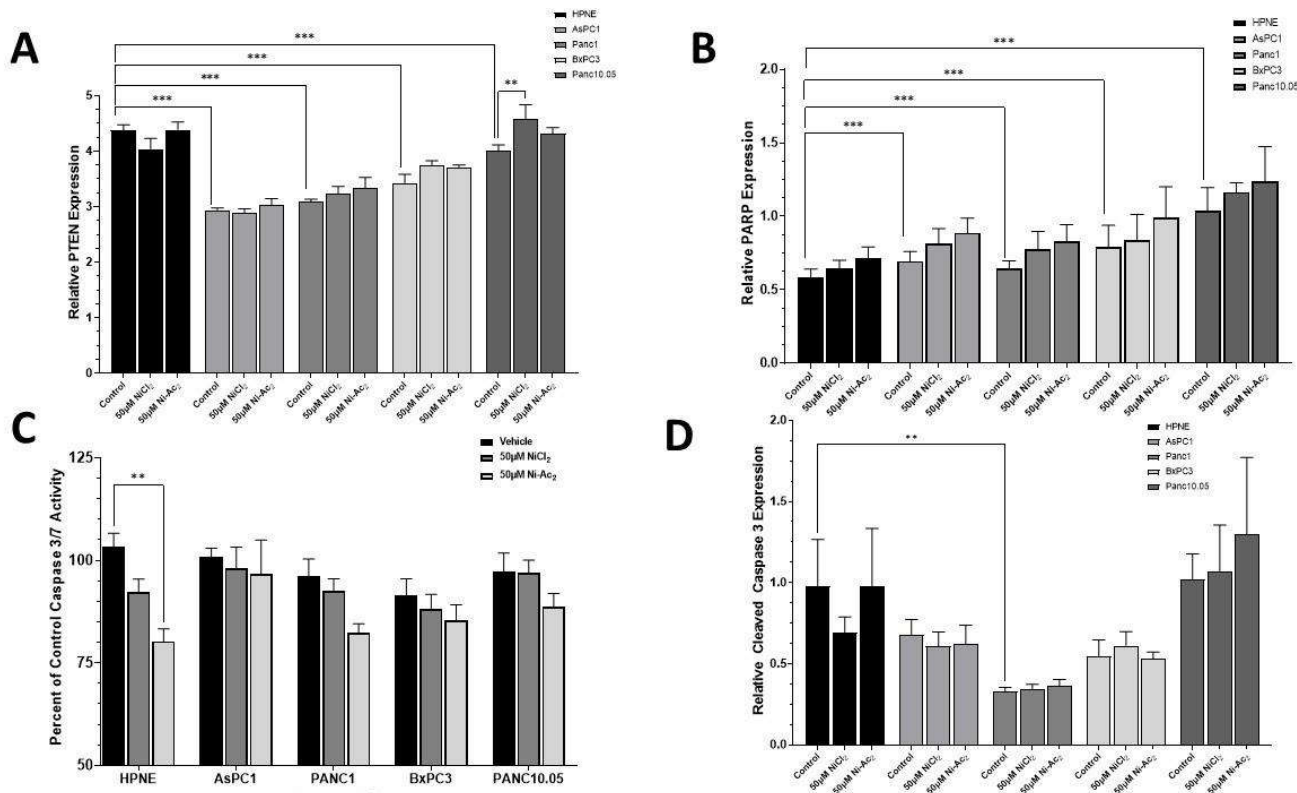 A
HPNE
AsPC1
Panc1
BxPC3
Panc10.05
***
***
***
***
**
Relative PTEN Expression
5
4
3
2
1
0
Control
50μM NiCl₂
50μM Ni-Ac₂
Control
50μM NiCl₂
50μM Ni-Ac₂
Control
50μM NiCl₂
50μM Ni-Ac₂
Control
50μM NiCl₂
50μM Ni-Ac₂
Control
50μM NiCl₂
50μM Ni-Ac₂
B
HPNE
AsPC1
Panc1
BxPC3
Panc10.05
***
***
***
***
Relative PARP Expression
2.0
1.5
1.0
0.5
0.0
Control
50μM NiCl₂
50μM Ni-Ac₂
Control
50μM NiCl₂
50μM Ni-Ac₂
Control
50μM NiCl₂
50μM Ni-Ac₂
Control
50μM NiCl₂
50μM Ni-Ac₂
Control
50μM NiCl₂
50μM Ni-Ac₂
C
Vehicle
50μM NiCl₂
50μM Ni-Ac₂
**
Percent of Control Caspase 3/7 Activity
125
100
75
50
HPNE AsPC1 PANC1 BxPC3 PANC10.05
D
HPNE
AsPC1
Panc1
BxPC3
Panc10.05
**
Relative Cleaved Caspase 3 Expression
2.0
1.5
1.0
0.5
0.0
Control
50μM NiCl₂
50μM Ni-Ac₂
Control
50μM NiCl₂
50μM Ni-Ac₂
Control
50μM NiCl₂
50μM Ni-Ac₂
Control
50μM NiCl₂
50μM Ni-Ac₂
Control
50μM NiCl₂
50μM Ni-Ac₂